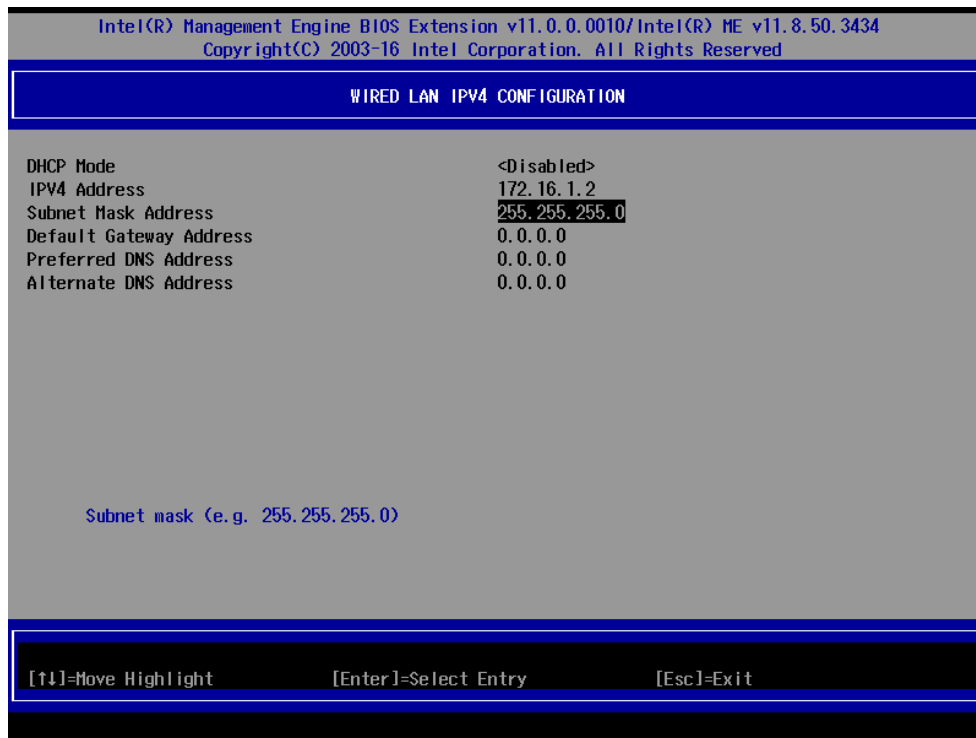 Intel(R) Management Engine BIOS Extension v11.0.0.0010/Intel(R) ME v11.8.50.3434
Copyright(C) 2003-16 Intel Corporation. All Rights Reserved
WIRED LAN IPV4 CONFIGURATION
DHCP Mode <Disabled>
IPV4 Address 172.16.1.2
Subnet Mask Address 255.255.255.0
Default Gateway Address 0.0.0.0
Preferred DNS Address 0.0.0.0
Alternate DNS Address 0.0.0.0
Subnet mask (e.g. 255.255.255.0)
[↑↓]=Move Highlight [Enter]=Select Entry [Esc]=Exit